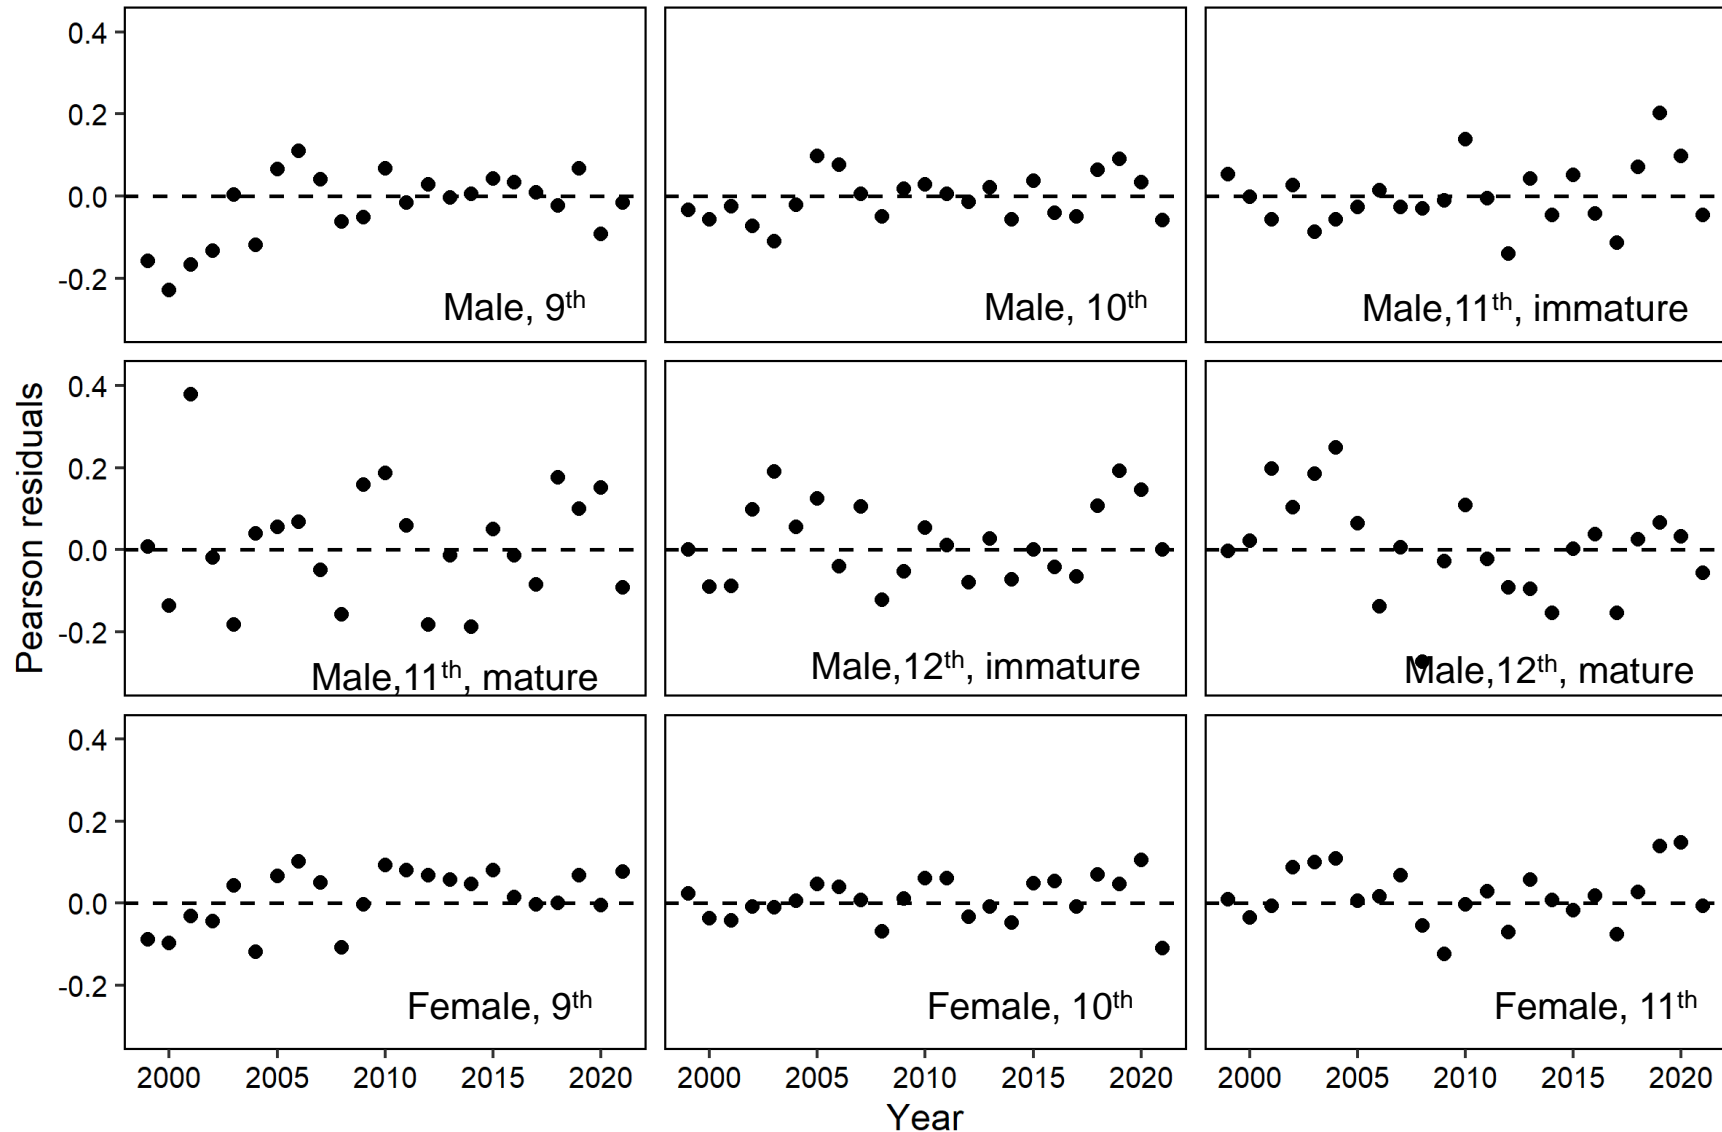 0.4
0.2
0.0
-0.2
Male, 9th
Male, 10th
Male,11th, immature
Pearson residuals
0.4
0.2
0.0
-0.2
Male,11th, mature
Male,12th, immature
Male,12th, mature
0.4
0.2
0.0
-0.2
Female, 9th
Female, 10th
Female, 11th
2000 2005 2010 2015 2020
2000 2005 2010 2015 2020
2000 2005 2010 2015 2020
Year